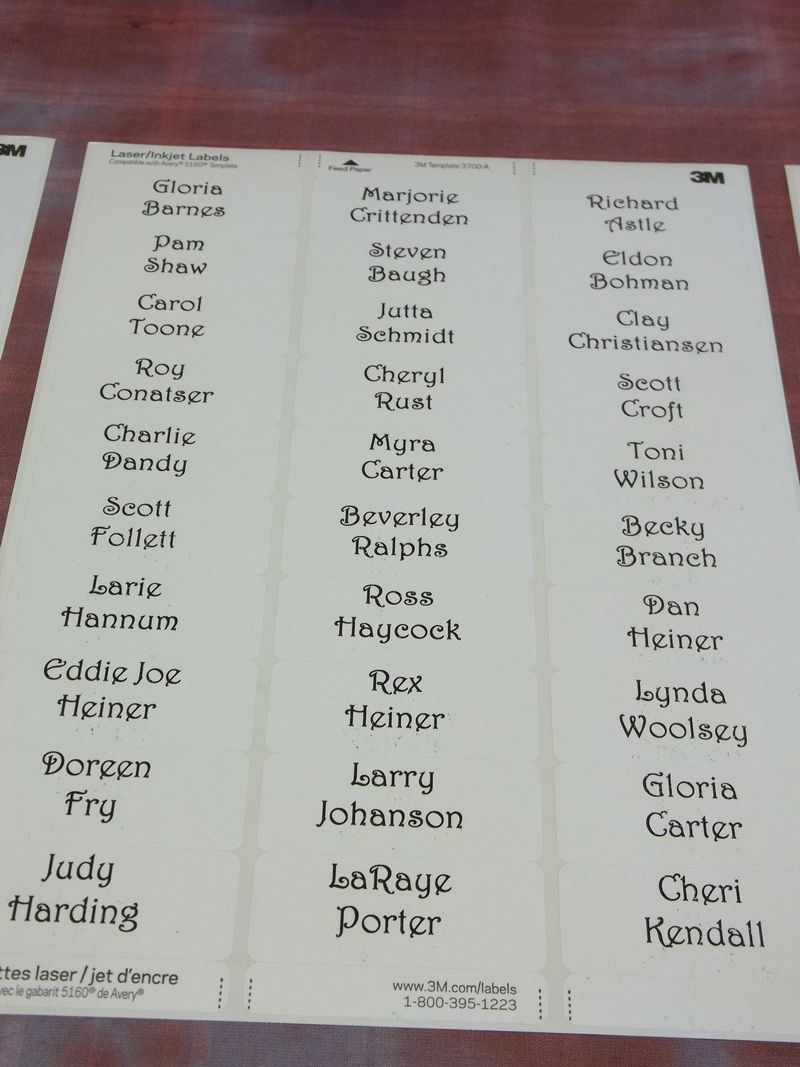 3M
Laser/Inkjet Labels
Compatible with Avery® 5160® Template
Feed Paper
3M Template 3700-A
3M
Gloria
Barnes
Marjorie
Crittenden
Richard
Astle
Pam
Shaw
Steven
Baugh
Eldon
Bohman
Carol
Toone
Jutta
Schmidt
Clay
Christiansen
Roy
Conatser
Cheryl
Rust
Scott
Croft
Charlie
Dandy
Myra
Carter
Toni
Wilson
Scott
Follett
Beverley
Ralphs
Becky
Branch
Larie
Hannum
Ross
Haycock
Dan
Heiner
Eddie Joe
Heiner
Rex
Heiner
Lynda
Woolsey
Doreen
Fry
Larry
Johanson
Gloria
Carter
Judy
Harding
LaRaye
Porter
Cheri
Kendall
ttes laser / jet d'encre
vec le gabarit 5160® de Avery®
www.3M.com/labels
1-800-395-1223